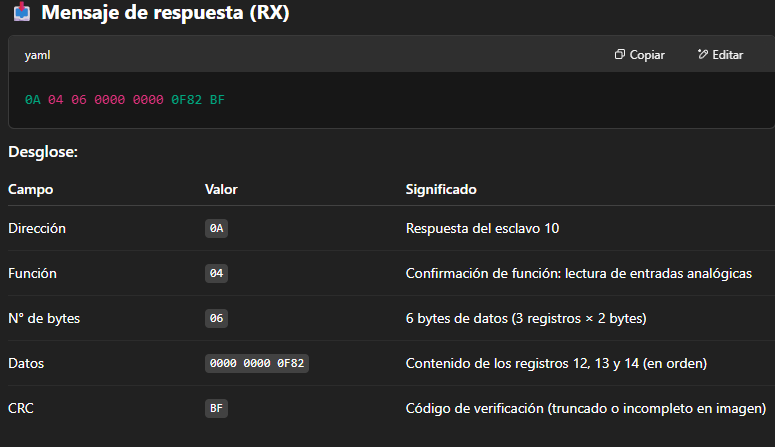 Mensaje de respuesta (RX)
yaml Copiar Editar
0A 04 06 0000 0000 0F82 BF
Desglose:
Campo Valor Significado
Dirección 0A Respuesta del esclavo 10
Función 04 Confirmación de función: lectura de entradas analógicas
N° de bytes 06 6 bytes de datos (3 registros × 2 bytes)
Datos 0000 0000 0F82 Contenido de los registros 12, 13 y 14 (en orden)
CRC BF Código de verificación (truncado o incompleto en imagen)